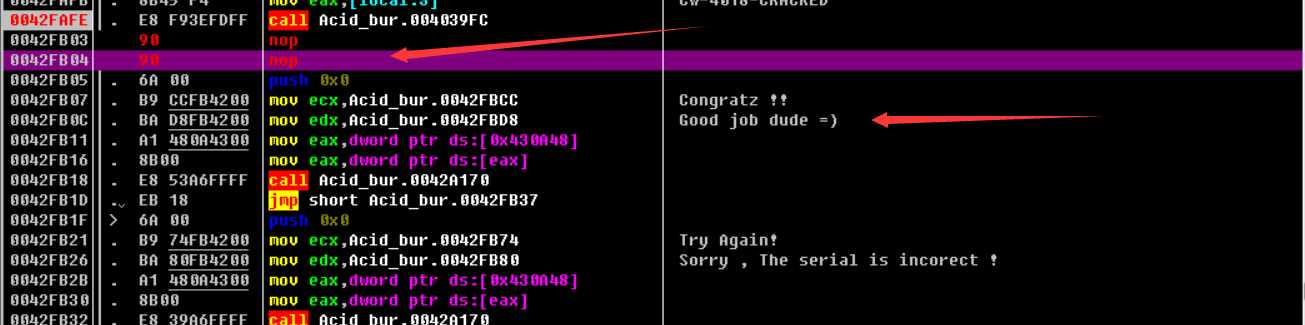 0042FAFB . 8B45 F4 mov eax,[local.3] CW-4018-CRACKED
0042FAFE . E8 F93EFDFF call Acid_bur.004039FC
0042FB03 90 nop
0042FB04 90 nop
0042FB05 . 6A 00 push 0x0
0042FB07 . B9 CCFB4200 mov ecx,Acid_bur.0042FBCC Congratz !!
0042FB0C . BA D8FB4200 mov edx,Acid_bur.0042FBD8 Good job dude =)
0042FB11 . A1 480A4300 mov eax,dword ptr ds:[0x430A48]
0042FB16 . 8B00 mov eax,dword ptr ds:[eax]
0042FB18 . E8 53A6FFFF call Acid_bur.0042A170
0042FB1D . EB 18 jmp short Acid_bur.0042FB37
0042FB1F > 6A 00 push 0x0
0042FB21 . B9 74FB4200 mov ecx,Acid_bur.0042FB74 Try Again!
0042FB26 . BA 80FB4200 mov edx,Acid_bur.0042FB80 Sorry , The serial is incorect !
0042FB2B . A1 480A4300 mov eax,dword ptr ds:[0x430A48]
0042FB30 . 8B00 mov eax,dword ptr ds:[eax]
0042FB32 . E8 39A6FFFF call Acid_bur.0042A170